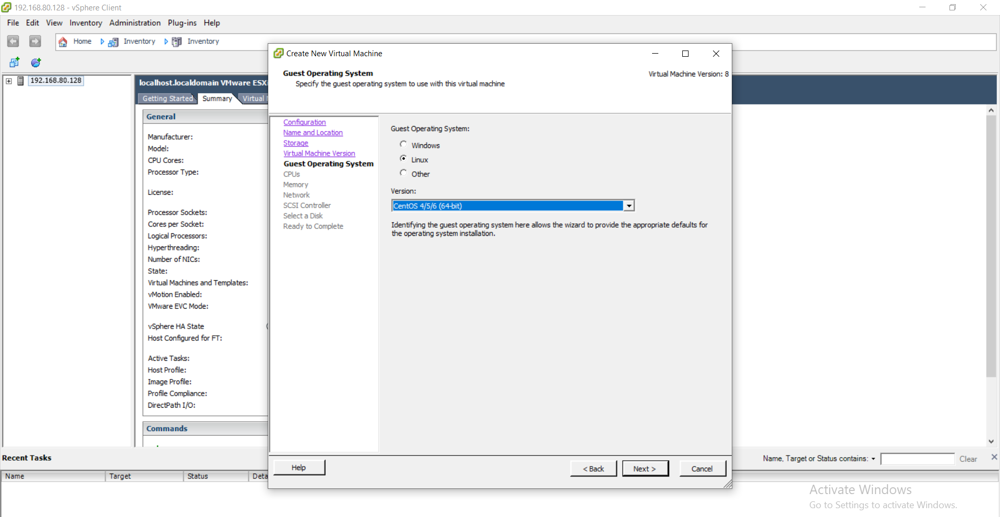 192.168.80.128 - vSphere Client
File Edit View Inventory Administration Plug-ins Help
Home Inventory Inventory
192.168.80.128
localhost.localdomain VMware ESXi
Getting Started Summary Virtual
General
Manufacturer:
Model:
CPU Cores:
Processor Type:
License:
Processor Sockets:
Cores per Socket:
Logical Processors:
Hyperthreading:
Number of NICs:
State:
Virtual Machines and Templates:
vMotion Enabled:
VMware EVC Mode:
vSphere HA State
Host Configured for FT:
Active Tasks:
Host Profile:
Image Profile:
Profile Compliance:
DirectPath I/O:
Commands
Create New Virtual Machine
Guest Operating System
Specify the guest operating system to use with this virtual machine
Virtual Machine Version: 8
Configuration
Name and Location
Storage
Virtual Machine Version
Guest Operating System
CPUs
Memory
Network
SCSI Controller
Select a Disk
Ready to Complete
Guest Operating System:
Windows
Linux
Other
Version:
CentOS 4/5/6 (64-bit)
Identifying the guest operating system here allows the wizard to provide the appropriate defaults for
the operating system installation.
Help < Back Next > Cancel
Recent Tasks
Name, Target or Status contains: Clear
Name Target Status Deta
Activate Windows
Go to Settings to activate Windows.